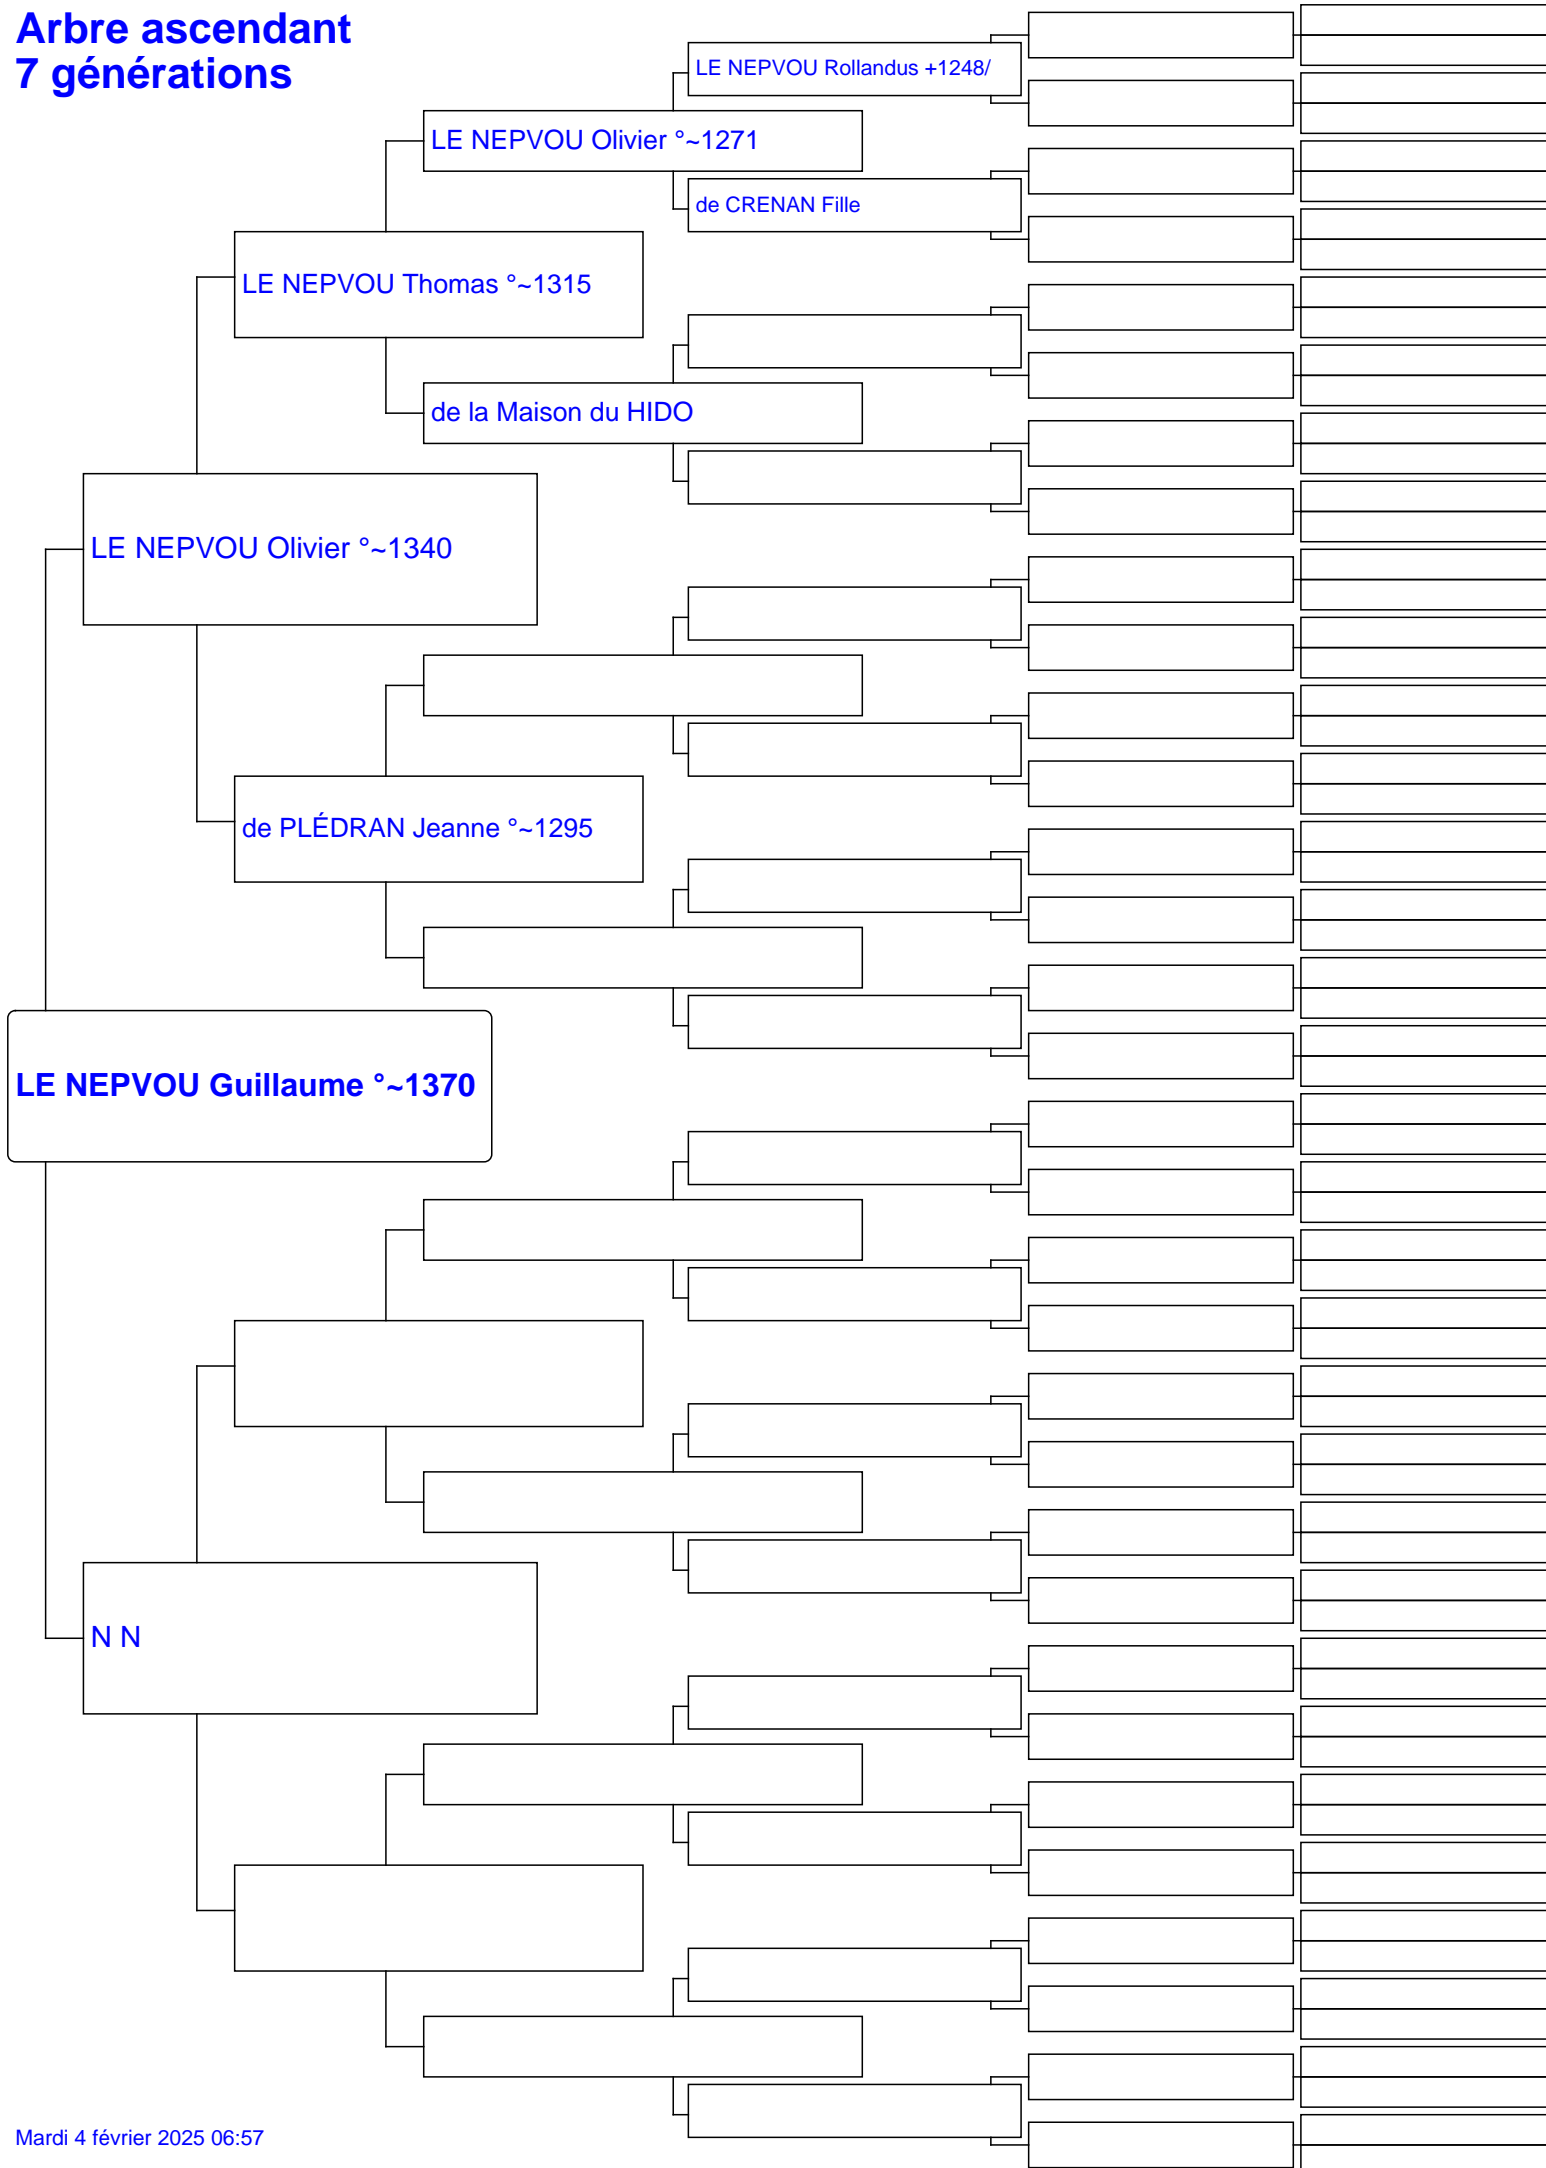 Arbre ascendant
7 générations
LE NEPVOU Rollandus +1248/
LE NEPVOU Olivier °~1271
de CRENAN Fille
LE NEPVOU Thomas °~1315
de la Maison du HIDO
LE NEPVOU Olivier °~1340
de PLÉDRAN Jeanne °~1295
LE NEPVOU Guillaume °~1370
N N
Mardi 4 février 2025 06:57